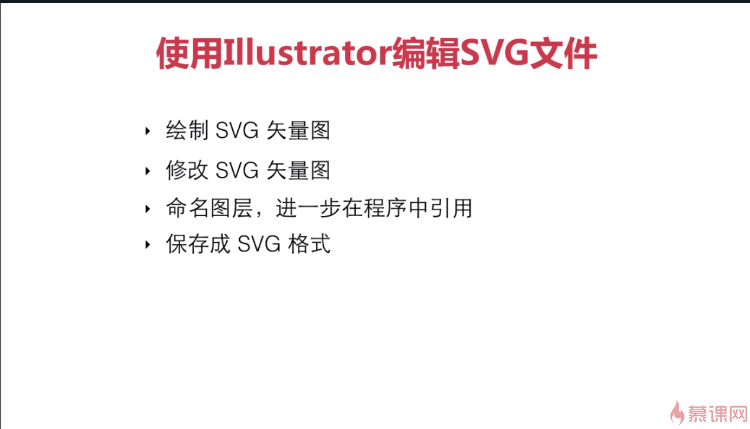 使用Illustrator编辑SVG文件
绘制 SVG 矢量图
修改 SVG 矢量图
命名图层，进一步在程序中引用
保存成 SVG 格式
慕课网